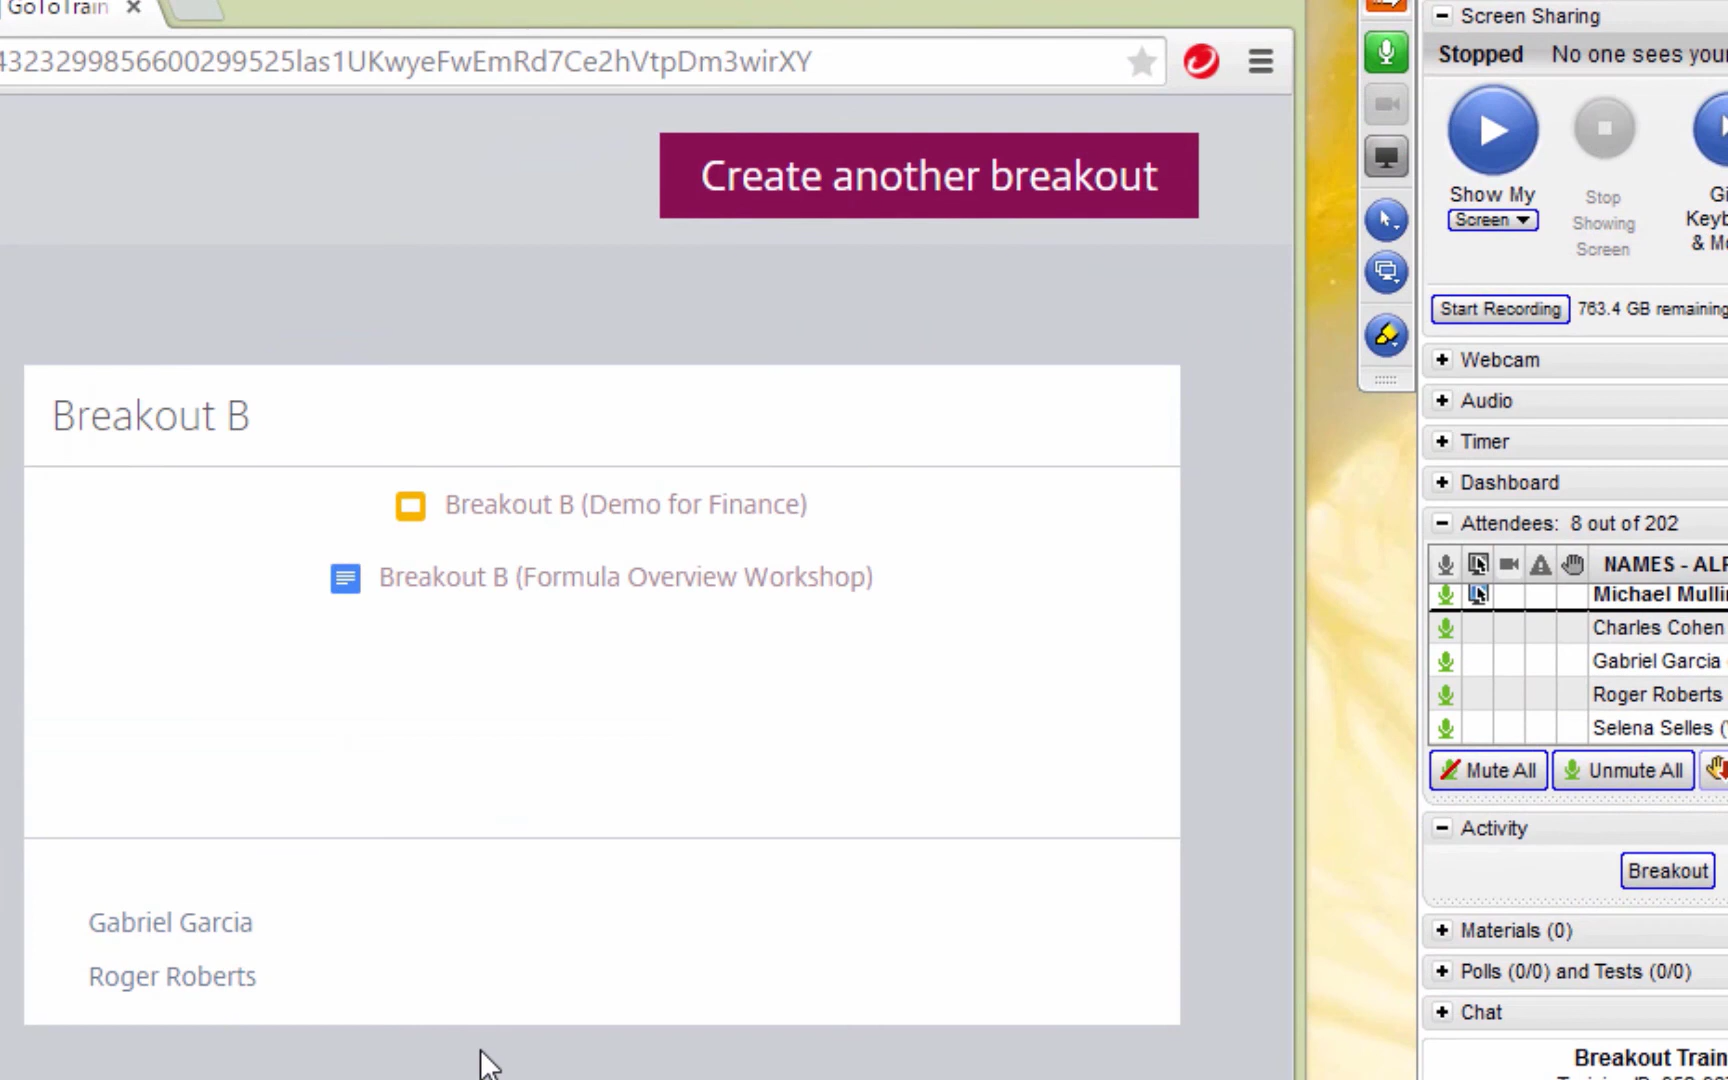 GoToTrain
4323299856600299525las1UKwyeFwEmRd7Ce2hVtpDm3wirXY
Create another breakout
Breakout B
Breakout B (Demo for Finance)
Breakout B (Formula Overview Workshop)
Gabriel Garcia
Roger Roberts
Screen Sharing
Stopped No one sees your
Show My
Screen
Stop
Showing
Screen
Gi
Keyb
& Mo
Start Recording 763.4 GB remaining
Webcam
Audio
Timer
Dashboard
Attendees: 8 out of 202
NAMES - ALP
Michael Mullin
Charles Cohen
Gabriel Garcia
Roger Roberts
Selena Selles (
Mute All Unmute All
Activity
Breakout
Materials (0)
Polls (0/0) and Tests (0/0)
Chat
Breakout Train